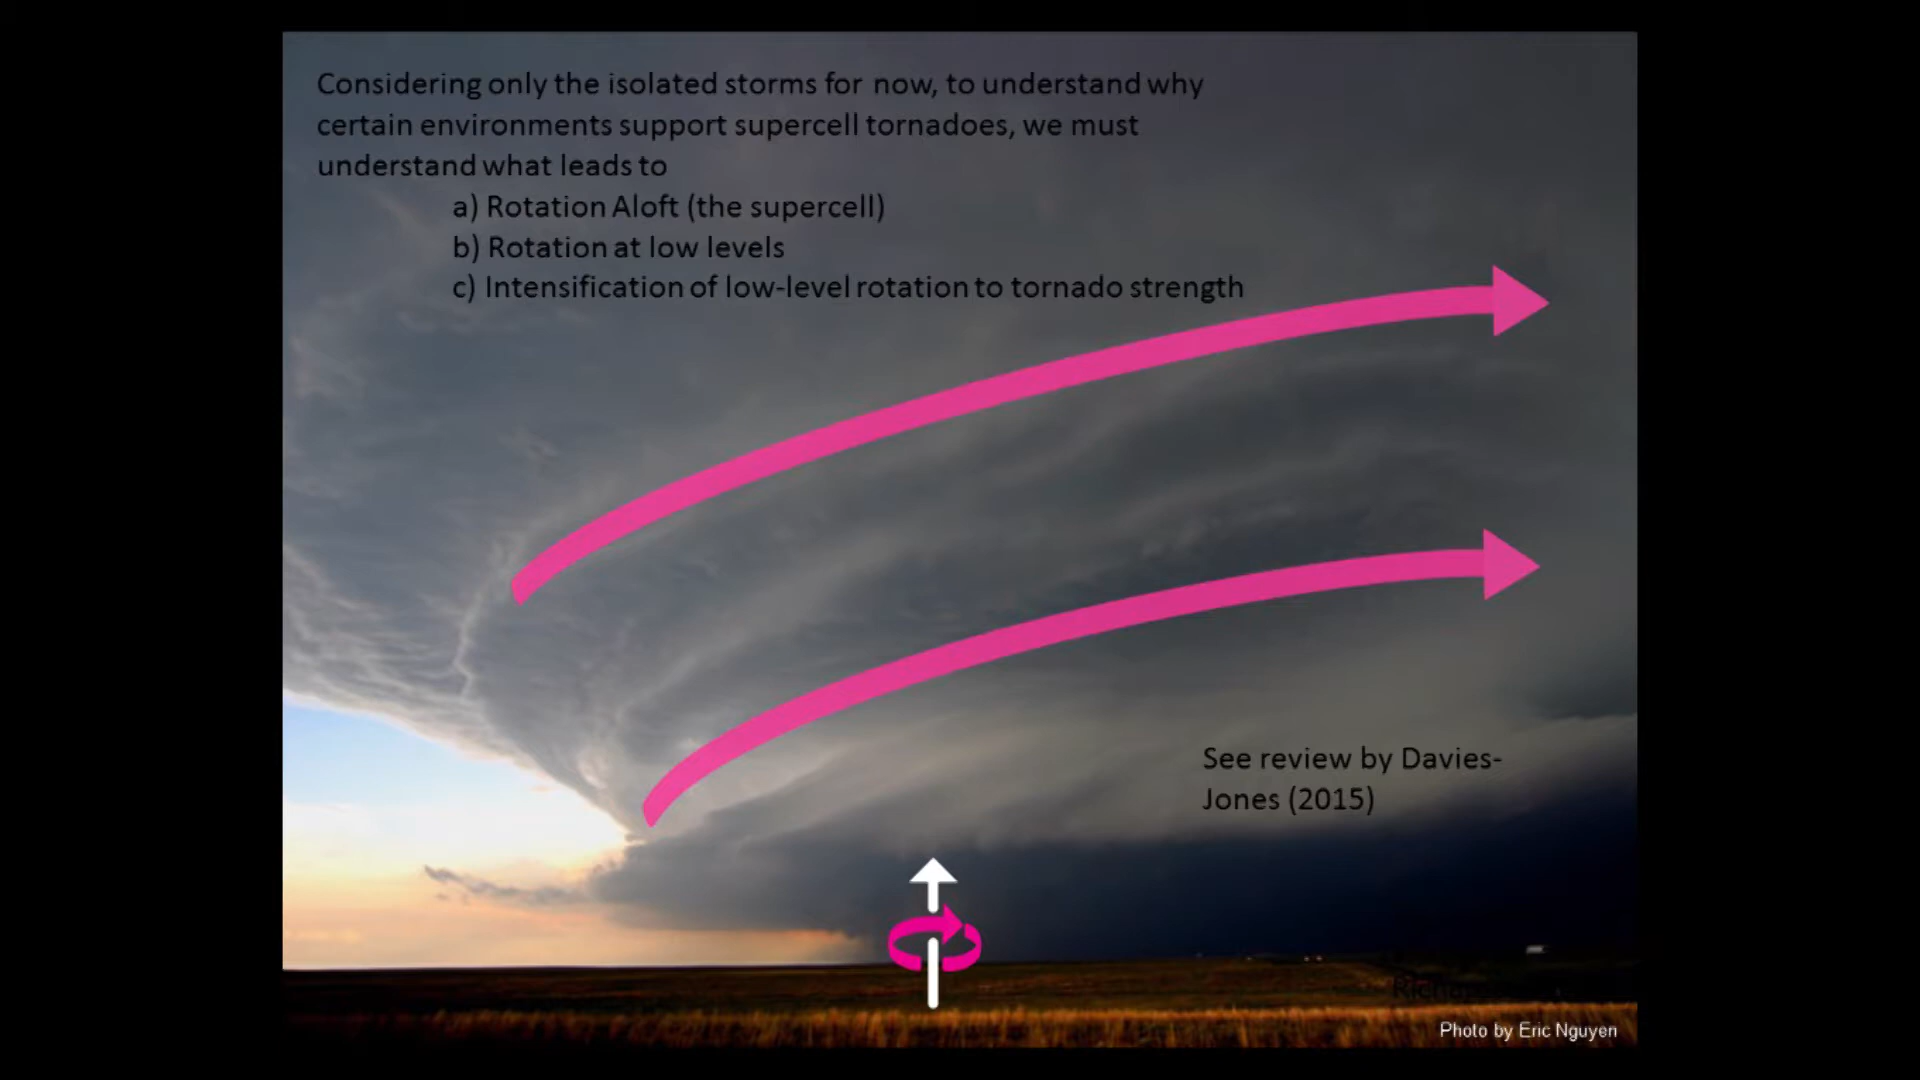 Considering only the isolated storms for now, to understand why
certain environments support supercell tornadoes, we must
understand what leads to
a) Rotation Aloft (the supercell)
b) Rotation at low levels
c) Intensification of low-level rotation to tornado strength
See review by Davies-
Jones (2015)
Photo by Eric Nguyen